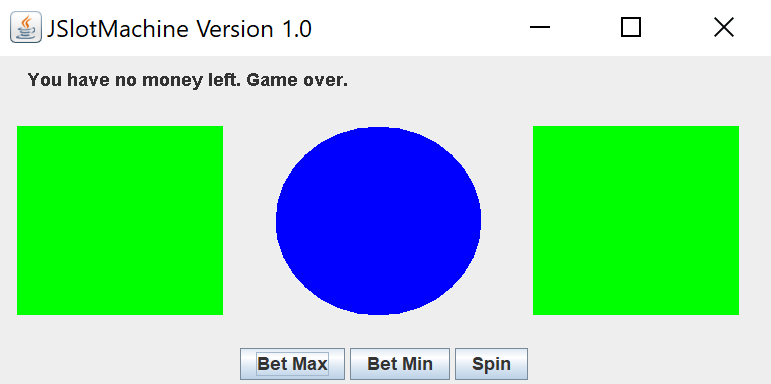 JSlotMachine Version 1.0
You have no money left. Game over.
Bet Max Bet Min Spin